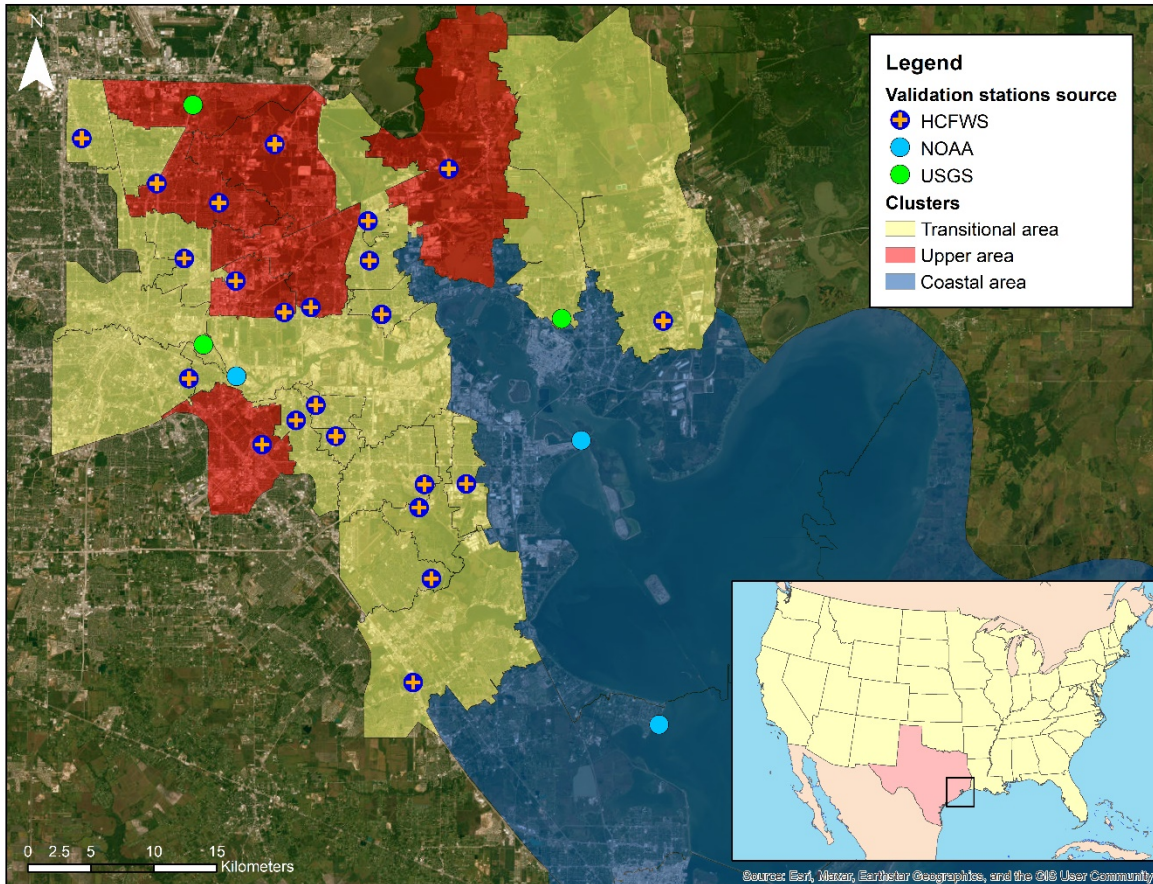 N
Legend
Validation stations source
HCFWS
NOAA
USGS
Clusters
Transitional area
Upper area
Coastal area
0 2.5 5 10 15
Kilometers
Source: Esri, Maxar, Earthstar Geographics, and the GIS User Community